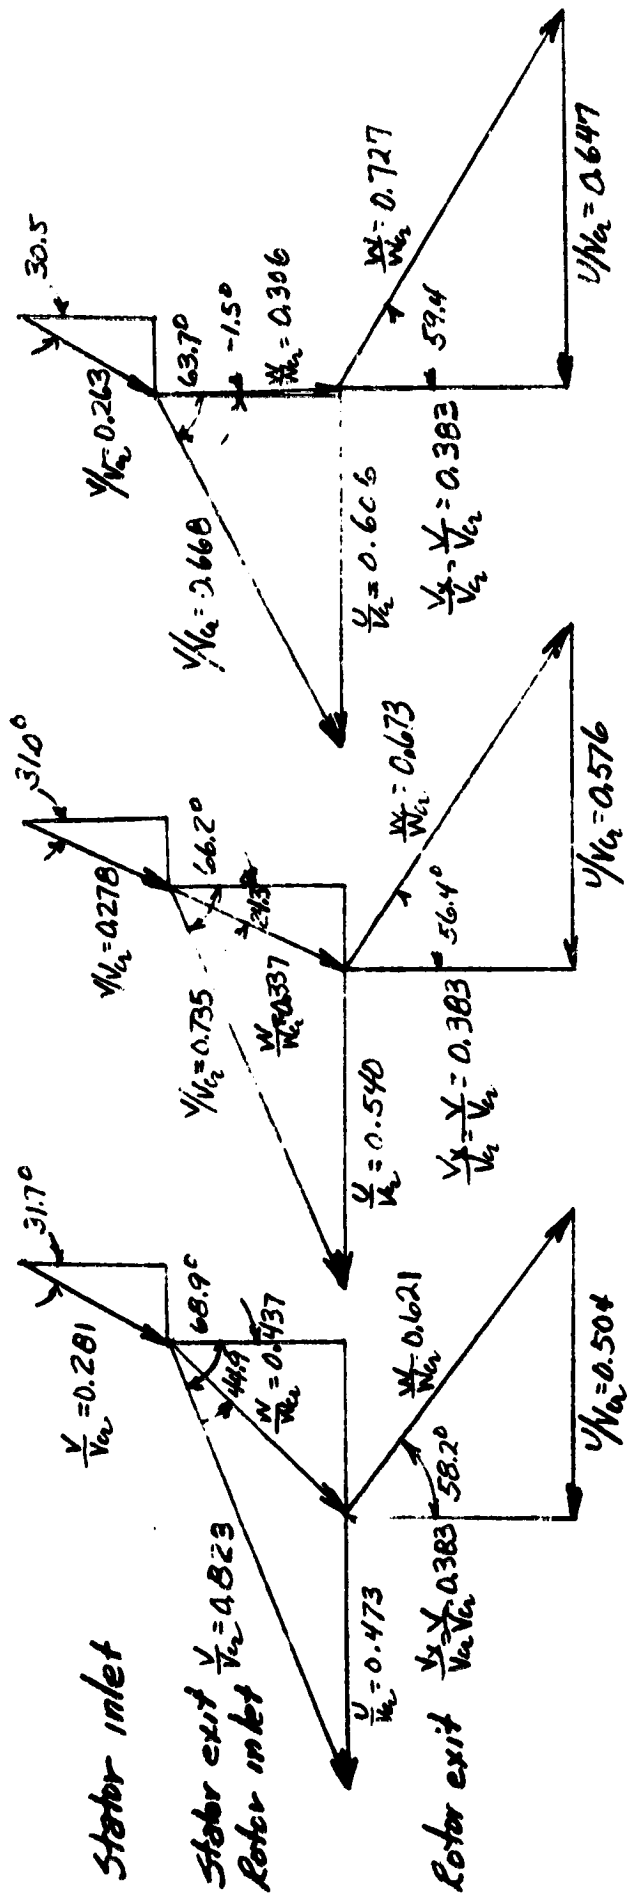 Stator inlet
Stator exit
Rotor inlet
Rotor exit
V/Vcr = 0.281
31.7°
V/Vcr = 0.823
68.9°
44.9
W/Wcr = 0.437
U/Vcr = 0.473
Vx/Vcr = V/Vcr 0.383
58.2°
W/Wcr 0.621
U/Vcr = 0.504
V/Vcr = 0.278
31.0°
V/Vcr = 0.735
66.2°
W/Wcr = 0.337
U/Vcr = 0.540
Vx/Vcr = V/Vcr = 0.383
56.4°
W/Wcr = 0.673
U/Vcr = 0.576
V/Vcr = 0.263
30.5
V/Vcr = 0.668
63.7°
-1.5°
W/Wcr = 0.306
U/Vcr = 0.606
Vx/Vcr = V/Vcr = 0.383
59.4
W/Wcr = 0.727
U/Vcr = 0.647